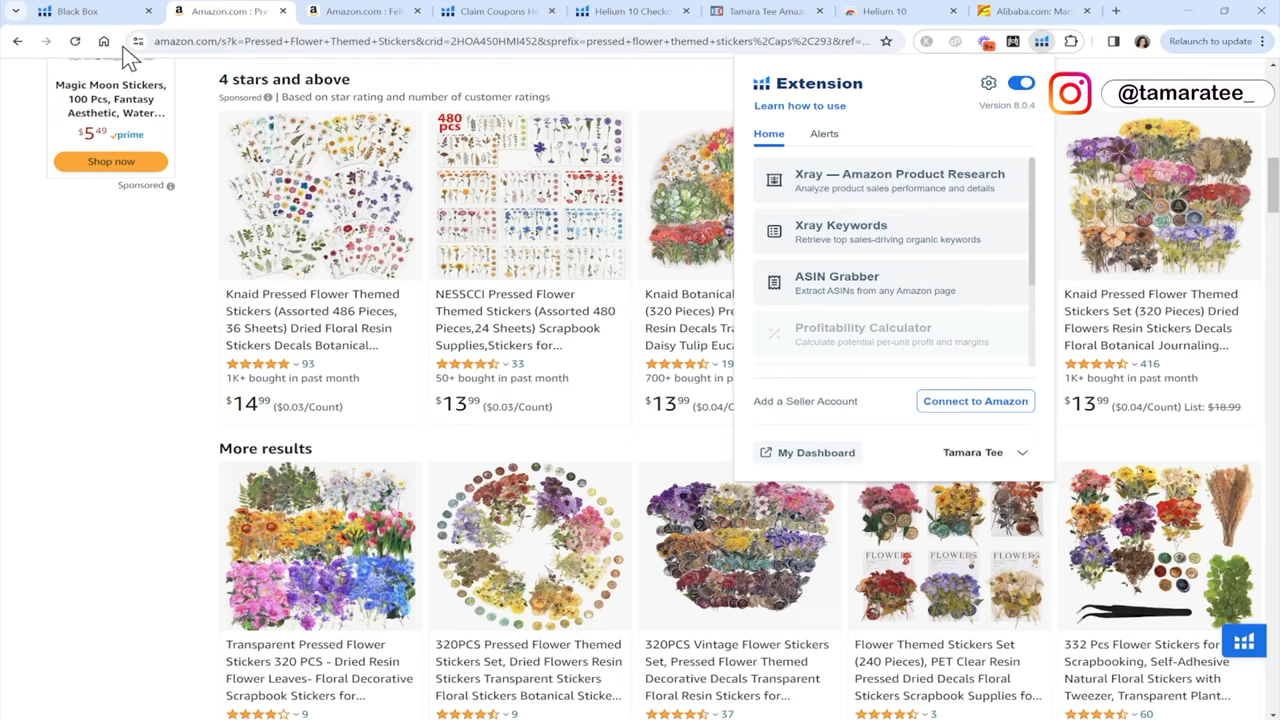 Black Box
Amazon.com : Pre
Amazon.com : Fel
Claim Coupons He
Helium 10 Checko
Tamara Tee Amaz
Helium 10
Alibaba.com: Man
amazon.com/s?k=Pressed+Flower+Themed+Stickers&crid=2HOA450HMI452&sprefix=pressed+flower+themed+stickers%2Caps%2C293&ref=...
9+
Relaunch to update
Magic Moon Stickers,
100 Pcs, Fantasy
Aesthetic, Water...
$5.49 prime
Shop now
Sponsored
4 stars and above
Sponsored | Based on star rating and number of customer ratings
Extension
Learn how to use
Version 8.0.4
@tamaratee_
Home
Alerts
Xray — Amazon Product Research
Analyze product sales performance and details
Xray Keywords
Retrieve top sales-driving organic keywords
ASIN Grabber
Extract ASINs from any Amazon page
Profitability Calculator
Calculate potential per-unit profit and margins
Add a Seller Account
Connect to Amazon
My Dashboard
Tamara Tee
480
pcs
Knaid Pressed Flower Themed
Stickers (Assorted 486 Pieces,
36 Sheets) Dried Floral Resin
Stickers Decals Botanical...
93
1K+ bought in past month
$14.99 ($0.03/Count)
NESSCCI Pressed Flower
Themed Stickers (Assorted 480
Pieces,24 Sheets) Scrapbook
Supplies,Stickers for...
33
50+ bought in past month
$13.99 ($0.03/Count)
Knaid Botanica
(320 Pieces) Pre
Resin Decals Tra
Daisy Tulip Euca
19
700+ bought in
$13.99 ($0.04/C
Knaid Pressed Flower Themed
Stickers Set (320 Pieces) Dried
Flowers Resin Stickers Decals
Floral Botanical Journaling...
416
1K+ bought in past month
$13.99 ($0.04/Count) List: $18.99
More results
FLOWERS
FLOWERS
FLOWERS
Transparent Pressed Flower
Stickers 320 PCS - Dried Resin
Flower Leaves- Floral Decorative
Scrapbook Stickers for...
9
320PCS Pressed Flower Themed
Stickers Set, Dried Flowers Resin
Stickers Transparent Stickers
Floral Stickers Botanical Sticke...
9
320PCS Vintage Flower Stickers
Set, Pressed Flower Themed
Decorative Decals Transparent
Floral Resin Stickers for...
37
Flower Themed Stickers Set
(240 Pieces), PET Clear Resin
Pressed Dried Decals Floral
Stickers Scrapbook Supplies fo...
3
332 Pcs Flower Stickers for
Scrapbooking, Self-Adhesive
Natural Floral Stickers with
Tweezer, Transparent Plant...
60